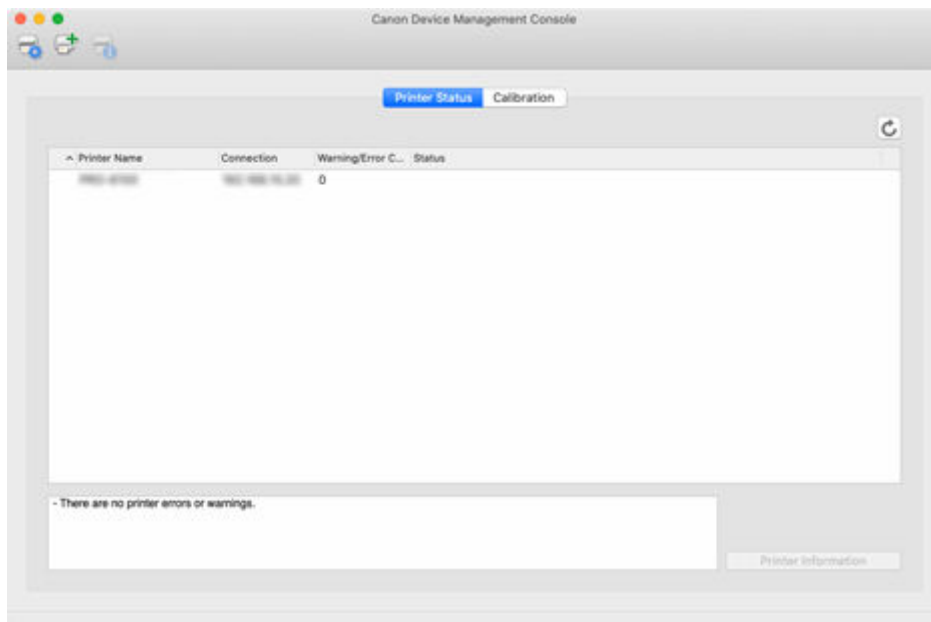 Canon Device Management Console
Printer Status Calibration
Printer Name Connection Warning/Error C... Status
0
- There are no printer errors or warnings.
Printer Information